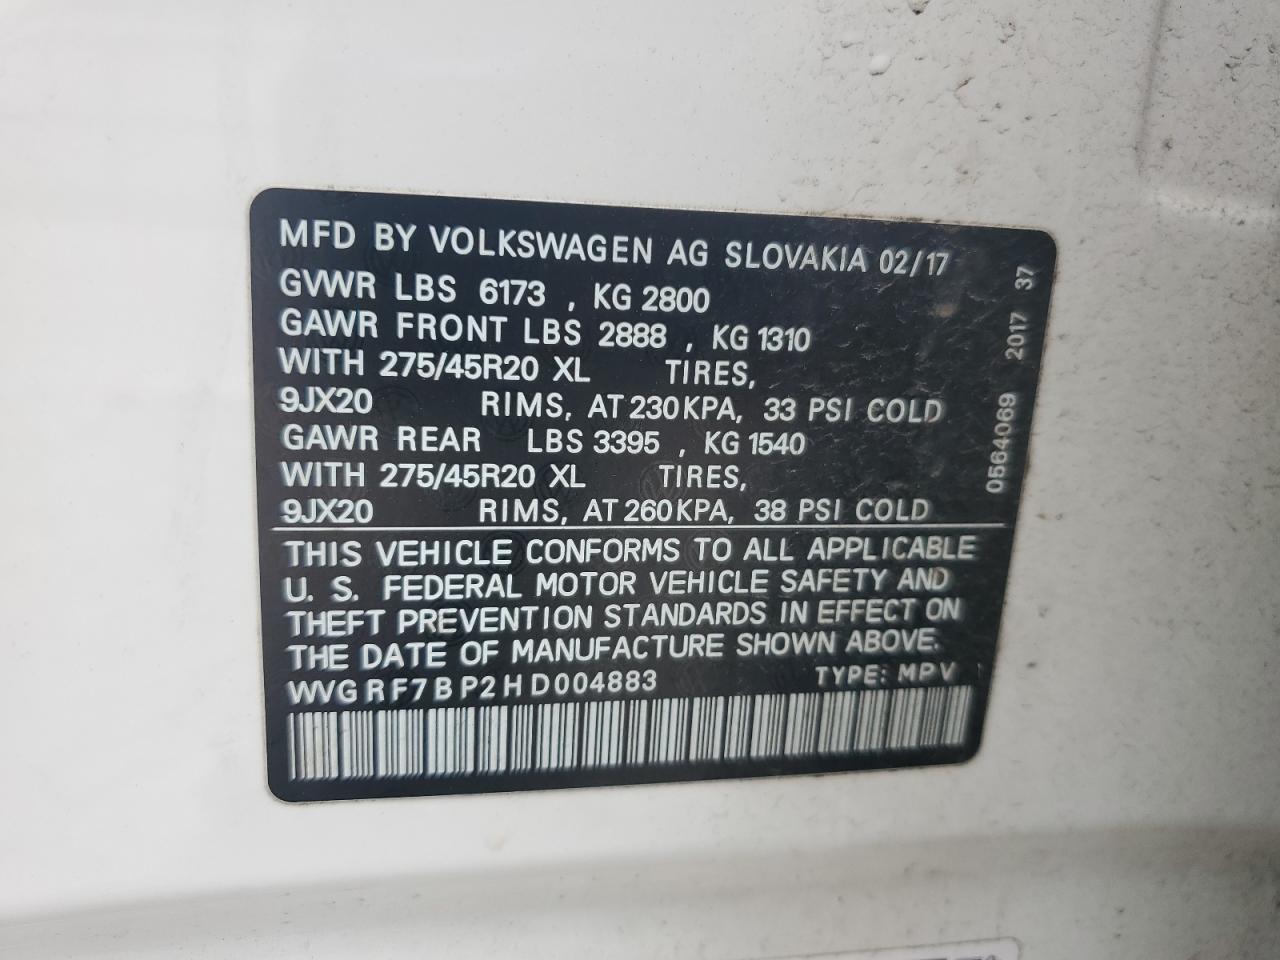 MFD BY VOLKSWAGEN AG SLOVAKIA 02/17
GVWR LBS 6173 , KG 2800
GAWR FRONT LBS 2888 , KG 1310
WITH 275/45R20 XL TIRES,
9JX20 RIMS, AT 230KPA, 33 PSI COLD
GAWR REAR LBS 3395 , KG 1540
WITH 275/45R20 XL TIRES,
9JX20 RIMS, AT 260KPA, 38 PSI COLD
THIS VEHICLE CONFORMS TO ALL APPLICABLE
U. S. FEDERAL MOTOR VEHICLE SAFETY AND
THEFT PREVENTION STANDARDS IN EFFECT ON
THE DATE OF MANUFACTURE SHOWN ABOVE.
WVGRF7BP2HD004883 TYPE: MPV
0564069 2017 37